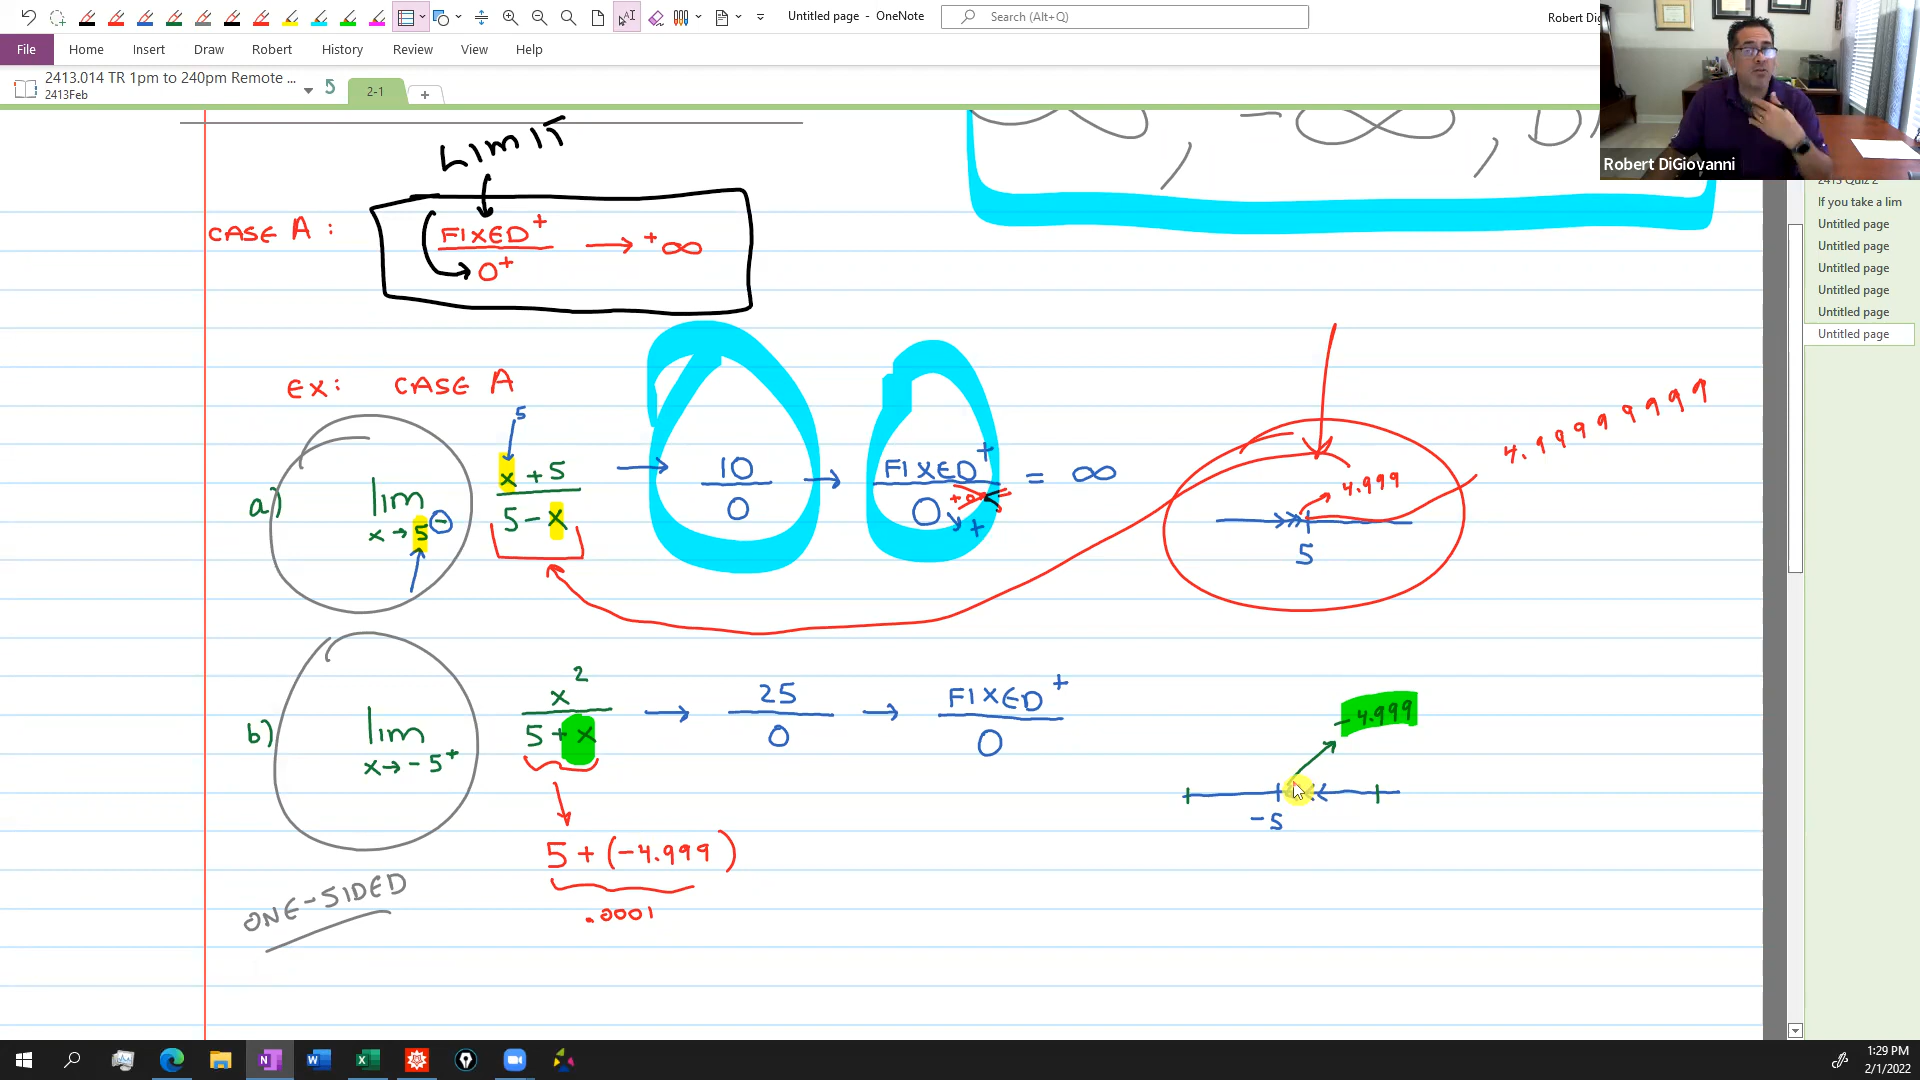 Untitled page - OneNote
Search (Alt+Q)
Robert Di
File Home Insert Draw Robert History Review View Help
2413.014 TR 1pm to 240pm Remote ...
2413Feb
2-1
+
Robert DiGiovanni
2413 Quiz 2
If you take a lim
Untitled page
Untitled page
Untitled page
Untitled page
Untitled page
Untitled page
∞, -∞, D
LIMIT
CASE A : FIXED⁺ / 0⁺ → +∞
EX: CASE A
5
a) lim x→5⁻ (x+5)/(5-x) → 10/0 → FIXED⁺/0 + = ∞
4.999
4.99999999
5
b) lim x→-5⁺ x²/(5+x) → 25/0 → FIXED⁺/0
-4.999
-5
5 + (-4.999)
.0001
ONE-SIDED
1:29 PM
2/1/2022